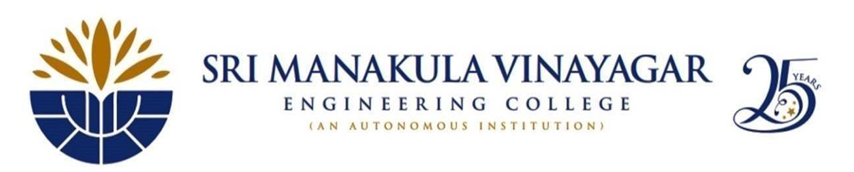 SRI MANAKULA VINAYAGAR
ENGINEERING COLLEGE
(AN AUTONOMOUS INSTITUTION)
25 YEARS